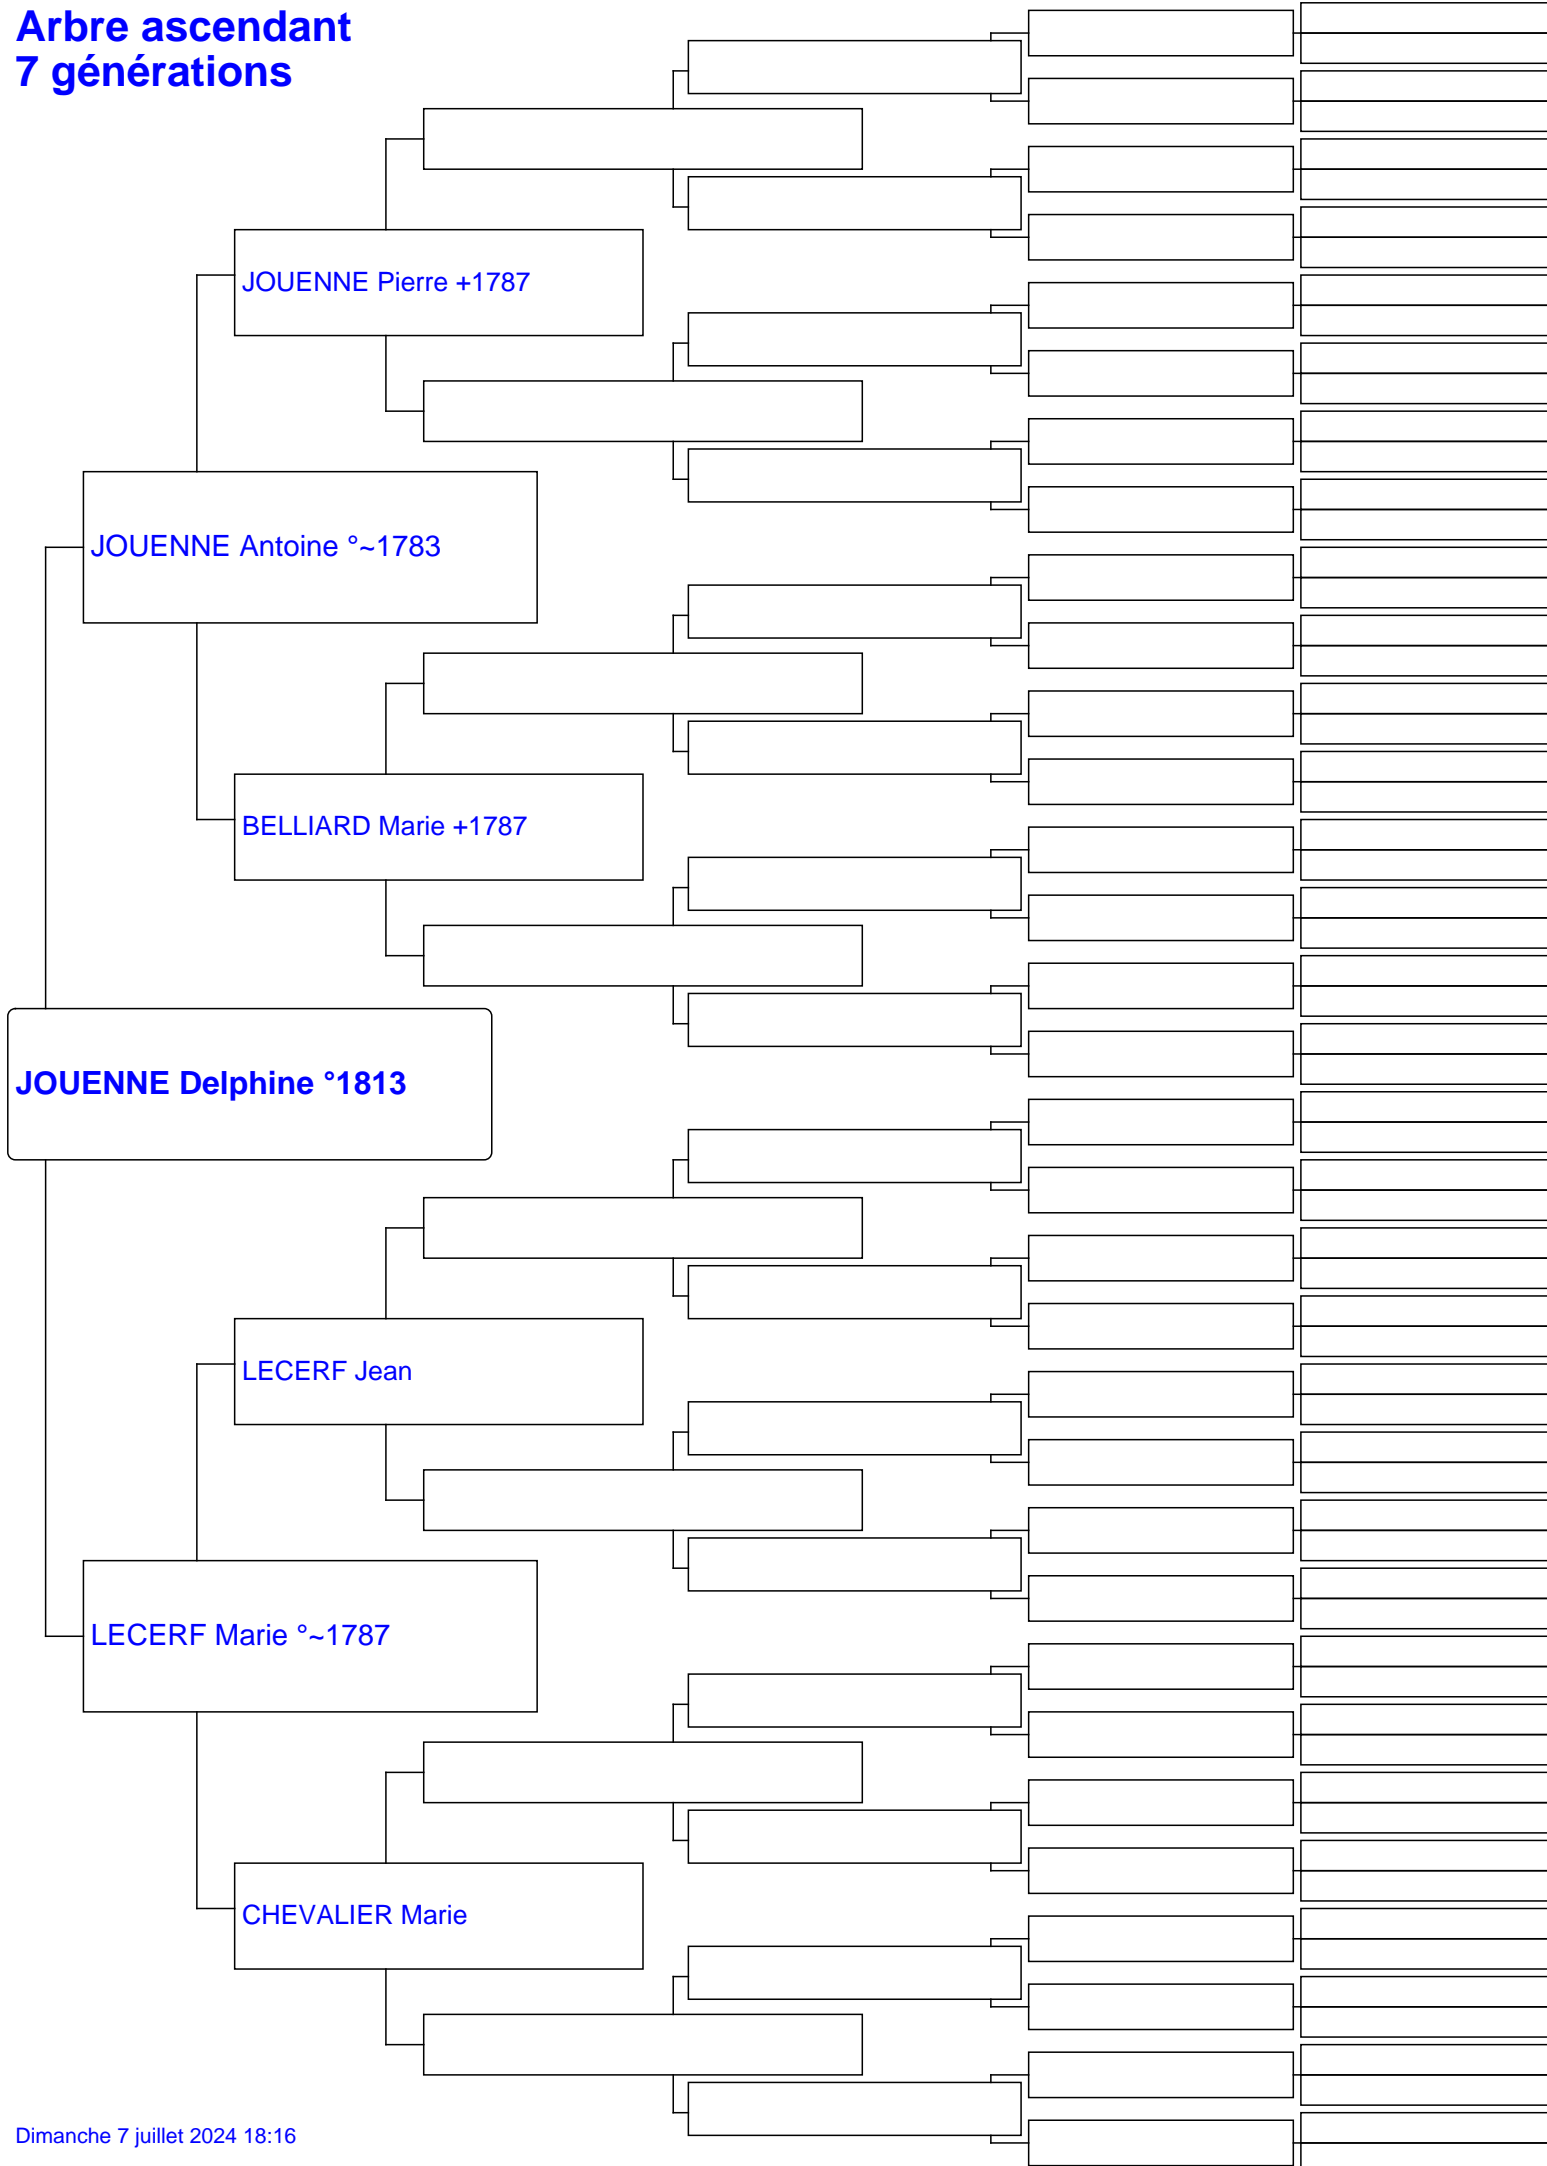 Arbre ascendant
7 générations
JOUENNE Pierre +1787
JOUENNE Antoine °~1783
BELLIARD Marie +1787
JOUENNE Delphine °1813
LECERF Jean
LECERF Marie °~1787
CHEVALIER Marie
Dimanche 7 juillet 2024 18:16